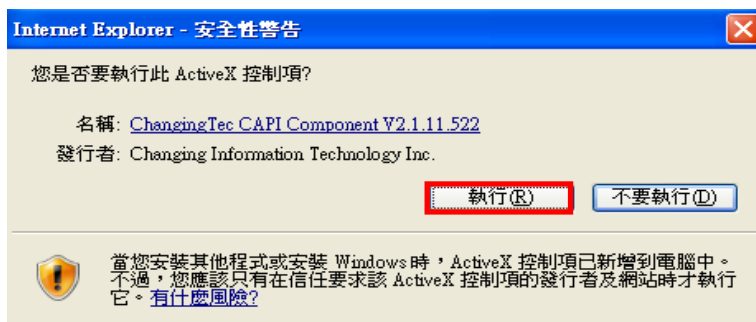 Internet Explorer - 安全性警告
您是否要執行此 ActiveX 控制項?
名稱: ChangingTec CAPI Component V2.1.11.522
發行者: Changing Information Technology Inc.
執行(R) 不要執行(D)
當您安裝其他程式或安裝 Windows 時，ActiveX 控制項已新增到電腦中。
不過，您應該只有在信任要求該 ActiveX 控制項的發行者及網站時才執行
它。有什麼風險?